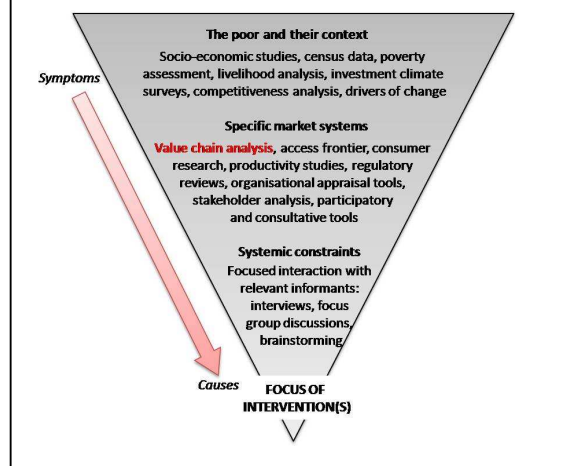 The poor and their context
Socio-economic studies, census data, poverty
assessment, livelihood analysis, investment climate
surveys, competitiveness analysis, drivers of change
Symptoms
Specific market systems
Value chain analysis, access frontier, consumer
research, productivity studies, regulatory
reviews, organisational appraisal tools,
stakeholder analysis, participatory
and consultative tools
Systemic constraints
Focused interaction with
relevant informants:
interviews, focus
group discussions,
brainstorming
Causes
FOCUS OF
INTERVENTION(S)